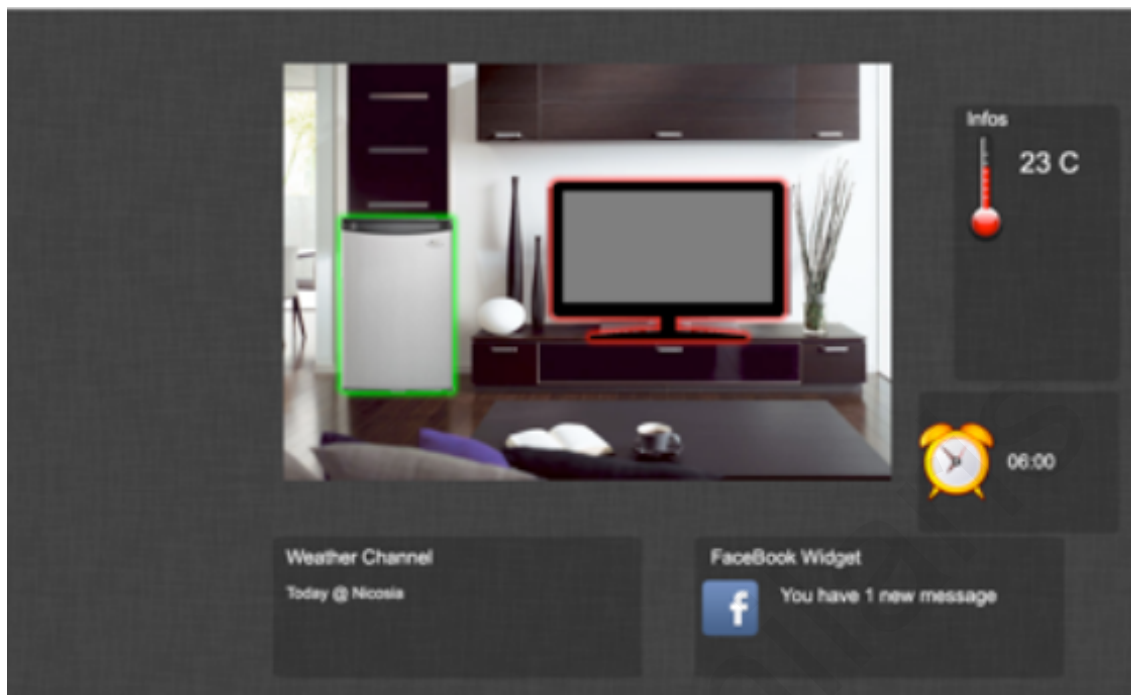 Infos
23 C
06:00
Weather Channel
Today @ Nicosia
FaceBook Widget
f
You have 1 new message